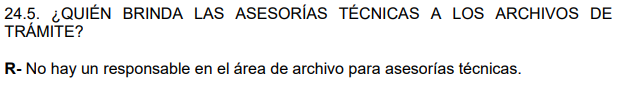 24.5. ¿QUIÉN BRINDA LAS ASESORÍAS TÉCNICAS A LOS ARCHIVOS DE
TRÁMITE?
R- No hay un responsable en el área de archivo para asesorías técnicas.